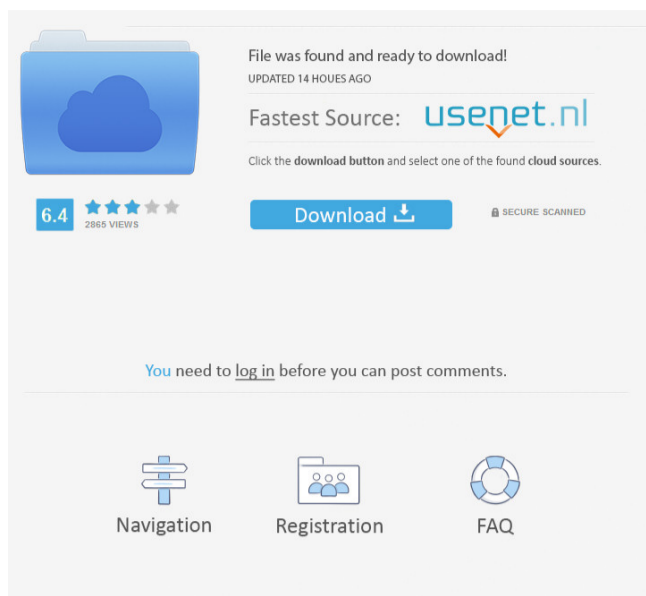 File was found and ready to download!
UPDATED 14 HOUES AGO
Fastest Source: usenet.nl
Click the download button and select one of the found cloud sources.
6.4
2865 VIEWS
Download
SECURE SCANNED
You need to log in before you can post comments.
Navigation Registration FAQ